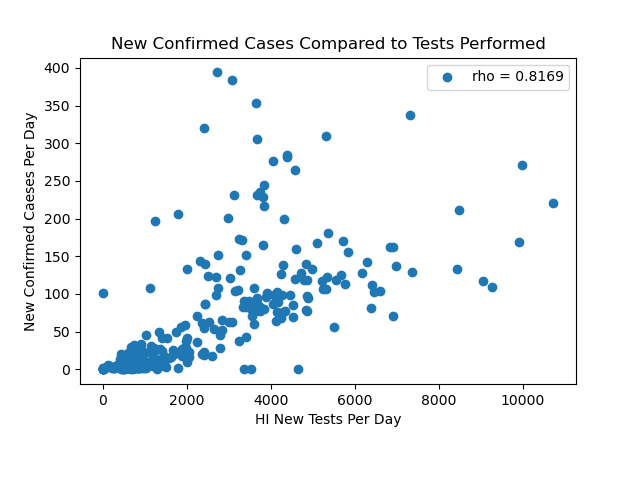 New Confirmed Cases Compared to Tests Performed
rho = 0.8169
New Confirmed Caeses Per Day
400
350
300
250
200
150
100
50
0
0 2000 4000 6000 8000 10000
HI New Tests Per Day